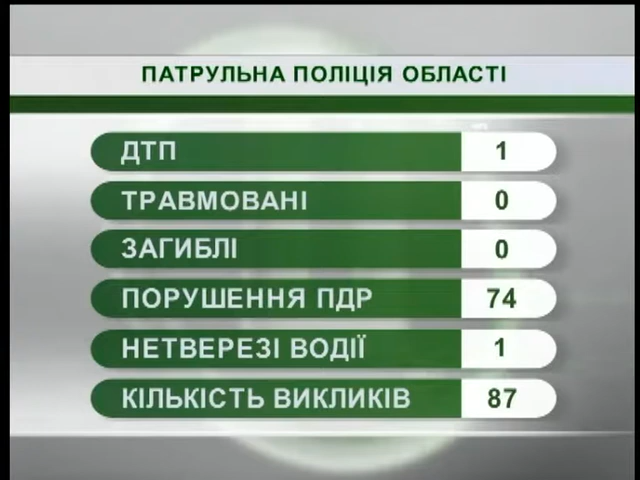 ПАТРУЛЬНА ПОЛІЦІЯ ОБЛАСТІ
ДТП 1
ТРАВМОВАНІ 0
ЗАГИБЛІ 0
ПОРУШЕННЯ ПДР 74
НЕТВЕРЕЗІ ВОДІЇ 1
КІЛЬКІСТЬ ВИКЛИКІВ 87